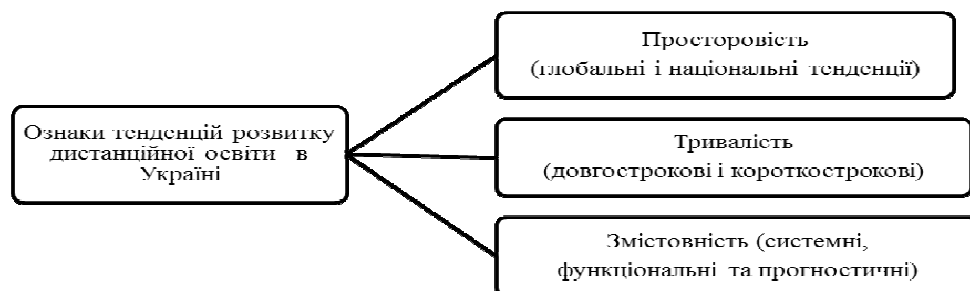 Ознаки тенденцій розвитку
дистанційної освіти в
Україні
Просторовість
(глобальні і національні тенденції)
Тривалість
(довгострокові і короткострокові)
Змістовність (системні,
функціональні та прогностичні)